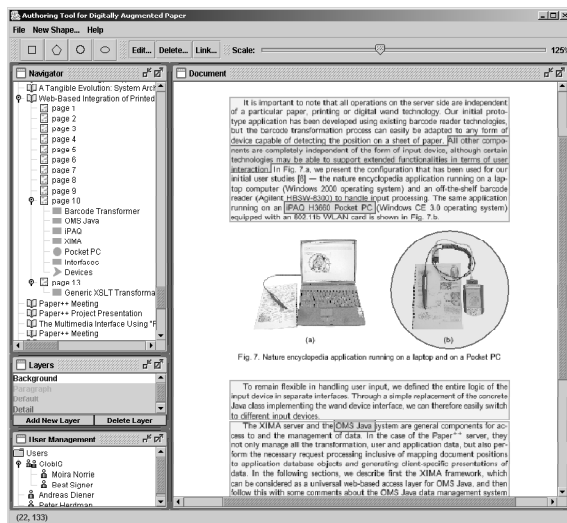 Authoring Tool for Digitally Augmented Paper
File New Shape... Help
Edit... Delete... Link... Scale: 125%
Navigator
A Tangible Evolution: System Arch
Web-Based Integration of Printed
page 1
page 2
page 3
page 4
page 5
page 6
page 7
page 8
page 9
page 10
Barcode Transformer
OMS Java
iPAQ
XIMA
Pocket PC
Interfaces
Devices
page 13
Generic XSLT Transforma
Paper++ Meeting
Paper++ Project Presentation
The Multimedia Interface Using "P
Paper++ Meeting
Layers
Background
Paragraph
Default
Detail
Add New Layer Delete Layer
User Management
Users
GlobIC
Moira Norrie
Beat Signer
Andreas Diener
Peter Herdman
(22, 133)
Document
It is important to note that all operations on the server side are independent
of a particular paper, printing or digital wand technology. Our initial proto-
type application has been developed using existing barcode reader technologies,
but the barcode transformation process can easily be adapted to any form of
device capable of detecting the position on a sheet of paper. All other compo-
nents are completely independent of the form of input device, although certain
technologies may be able to support extended functionalities in terms of user
interaction. In Fig. 7.a, we present the configuration that has been used for our
initial user studies [8] — the nature encyclopedia application running on a lap-
top computer (Windows 2000 operating system) and an off-the-shelf barcode
reader (Agilent HBSW-8300) to handle input processing. The same application
running on an iPAQ H3660 Pocket PC (Windows CE 3.0 operating system)
equipped with an 802.11b WLAN card is shown in Fig. 7.b.
(a) (b)
Fig. 7. Nature encyclopedia application running on a laptop and on a Pocket PC
To remain flexible in handling user input, we defined the entire logic of the
input device in separate interfaces. Through a simple replacement of the concrete
Java class implementing the wand device interface, we can therefore easily switch
to different input devices.
The XIMA server and the OMS Java system are general components for ac-
cess to and the management of data. In the case of the Paper++ server, they
not only manage all the transformation, user and application data, but also per-
form the necessary request processing inclusive of mapping document positions
to application database objects and generating client-specific presentations of
data. In the following sections, we describe first the XIMA framework, which
can be considered as a universal web-based access layer for OMS Java, and then
follow this with some comments about the OMS Java data management system